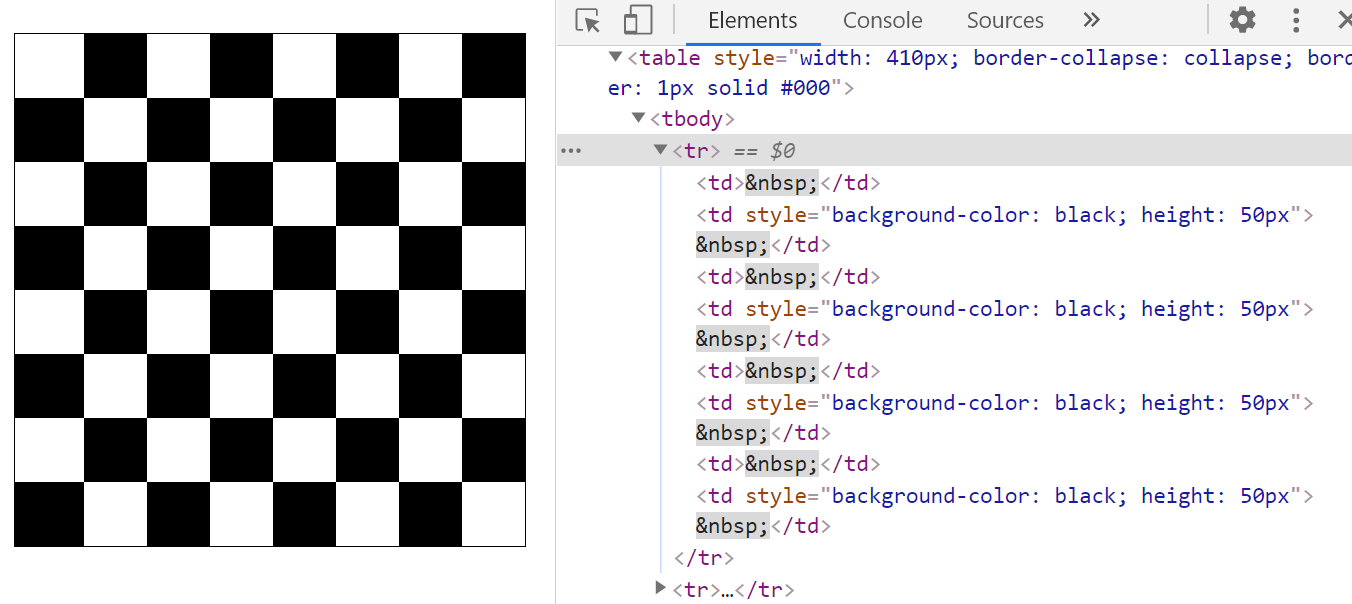 Elements Console Sources »
<table style="width: 410px; border-collapse: collapse; bord
er: 1px solid #000">
<tbody>
<tr> == $0
<td>&nbsp;</td>
<td style="background-color: black; height: 50px">
&nbsp;</td>
<td>&nbsp;</td>
<td style="background-color: black; height: 50px">
&nbsp;</td>
<td>&nbsp;</td>
<td style="background-color: black; height: 50px">
&nbsp;</td>
<td>&nbsp;</td>
<td style="background-color: black; height: 50px">
&nbsp;</td>
</tr>
<tr>…</tr>